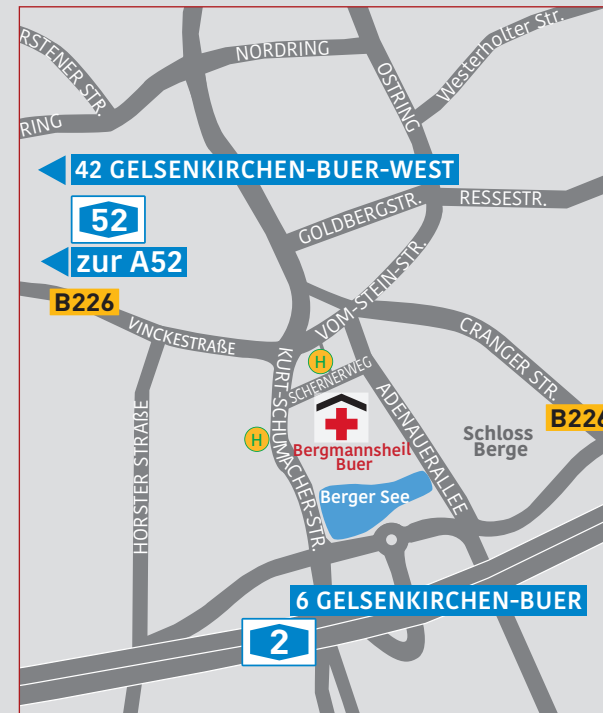 RSTENER STR.
NORDRING
OSTRING
Westerholter Str.
RING
42 GELSENKIRCHEN-BUER-WEST
52
GOLDBERGSTR.
RESSESTR.
zur A52
B226
VINCKESTRAßE
VOM-STEIN-STR.
CRANGER STR.
H
SCHERNERWEG
KURT-SCHUMACHER-STR.
ADENAUERALLEE
HORSTER STRAßE
H
B226
Schloss
Berge
Bergmannsheil
Buer
Berger See
6 GELSENKIRCHEN-BUER
2